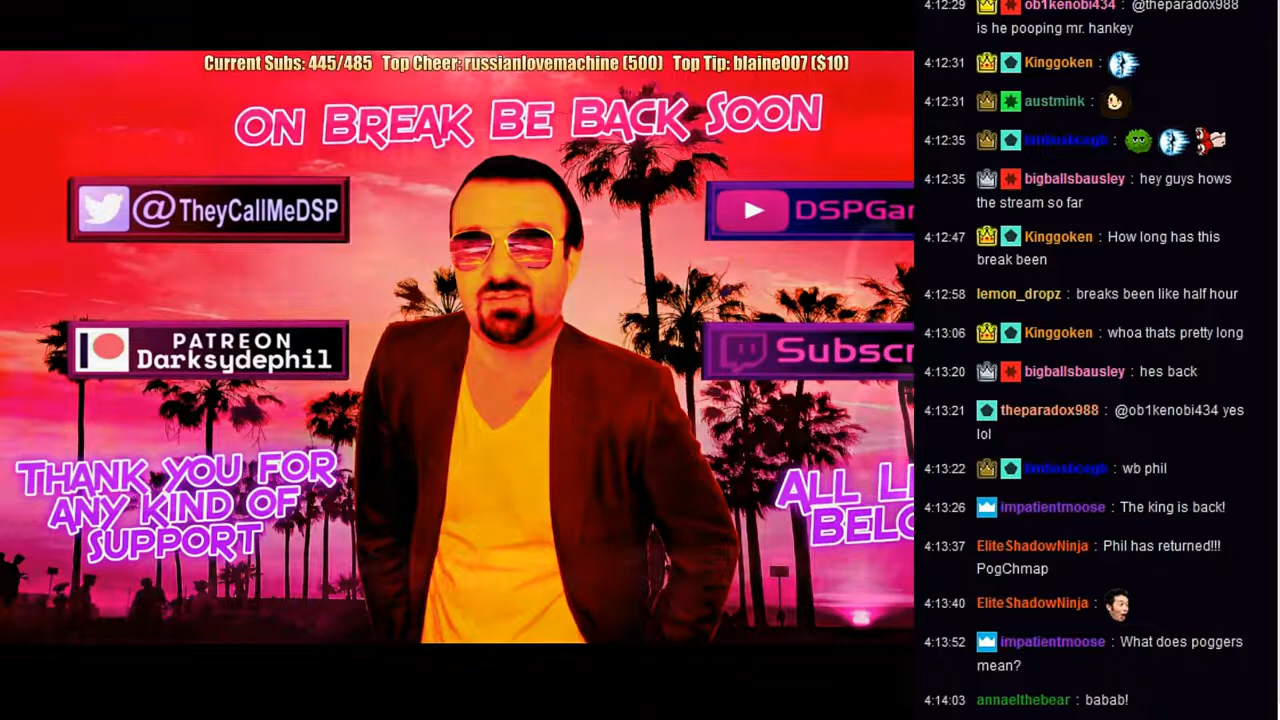 Current Subs: 445/485 Top Cheer: russianlovemachine (500) Top Tip: blaine007 ($10)
ON BREAK BE BACK SOON
@TheyCallMeDSP
DSPGa
PATREON
Darksydephil
Subsc
THANK YOU FOR
ANY KIND OF
SUPPORT
ALL LI
BELO
4:12:29 ob1kenobi434 : @theparadox988
is he pooping mr. hankey
4:12:31 Kinggoken :
4:12:31 austmink :
4:12:35
4:12:35 bigballsbausley : hey guys hows
the stream so far
4:12:47 Kinggoken : How long has this
break been
4:12:58 lemon_dropz : breaks been like half hour
4:13:06 Kinggoken : whoa thats pretty long
4:13:20 bigballsbausley : hes back
4:13:21 theparadox988 : @ob1kenobi434 yes
lol
4:13:22 : wb phil
4:13:26 impatientmoose : The king is back!
4:13:37 EliteShadowNinja : Phil has returned!!!
PogChmap
4:13:40 EliteShadowNinja :
4:13:52 impatientmoose : What does poggers
mean?
4:14:03 annaelthebear : babab!